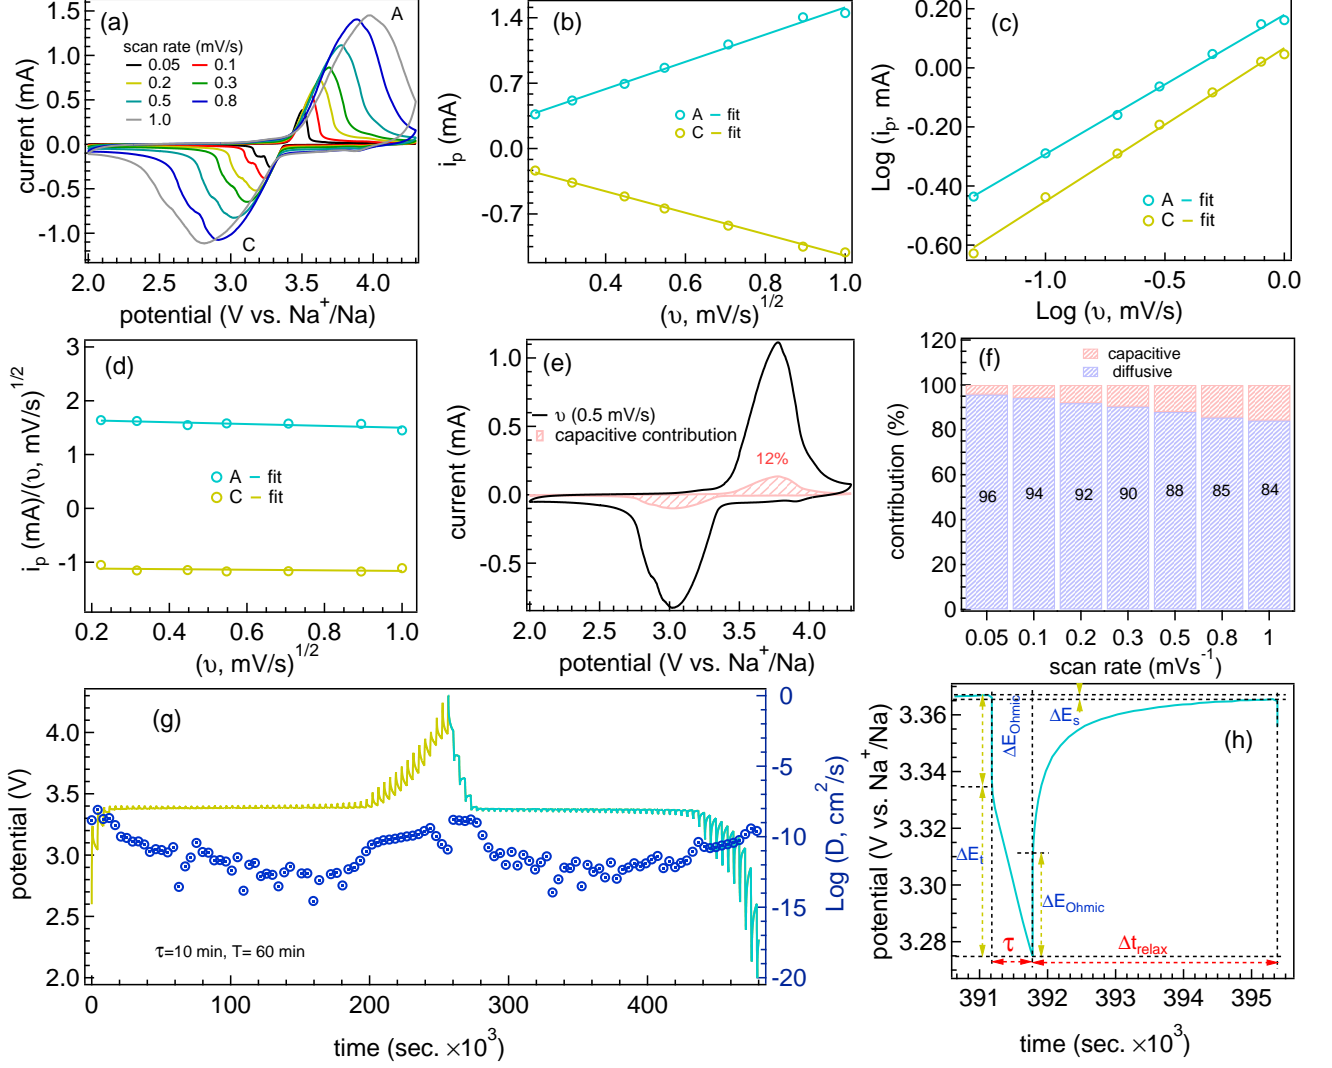 (a)
A
scan rate (mV/s)
0.05 0.1
0.2 0.3
0.5 0.8
1.0
C
1.5
1.0
0.5
0.0
-0.5
-1.0
current (mA)
2.0 2.5 3.0 3.5 4.0
potential (V vs. Na⁺/Na)
(b)
1.4
0.7
0.0
-0.7
iₚ (mA)
A – fit
C – fit
0.4 0.6 0.8 1.0
(υ, mV/s)^1/2
(c)
0.20
0.00
-0.20
-0.40
-0.60
Log (iₚ, mA)
A – fit
C – fit
-1.0 -0.5 0.0
Log (υ, mV/s)
(d)
3
2
1
0
-1
iₚ (mA)/(υ, mV/s)^1/2
A – fit
C – fit
0.2 0.4 0.6 0.8 1.0
(υ, mV/s)^1/2
(e)
1.0
0.5
0.0
-0.5
current (mA)
υ (0.5 mV/s)
capacitive contribution
12%
2.0 2.5 3.0 3.5 4.0
potential (V vs. Na⁺/Na)
(f)
capacitive
diffusive
120
100
80
60
40
20
0
contribution (%)
96 94 92 90 88 85 84
0.05 0.1 0.2 0.3 0.5 0.8 1
scan rate (mVs⁻¹)
(g)
4.0
3.5
3.0
2.5
2.0
potential (V)
0
-5
-10
-15
-20
Log (D, cm²/s)
τ=10 min, T= 60 min
0 100 200 300 400
time (sec. ×10³)
(h)
3.36
3.34
3.32
3.30
3.28
potential (V vs. Na⁺/Na)
ΔE_Ohmic
ΔE_s
ΔE_t
ΔE_Ohmic
τ
Δt_relax
391 392 393 394 395
time (sec. ×10³)